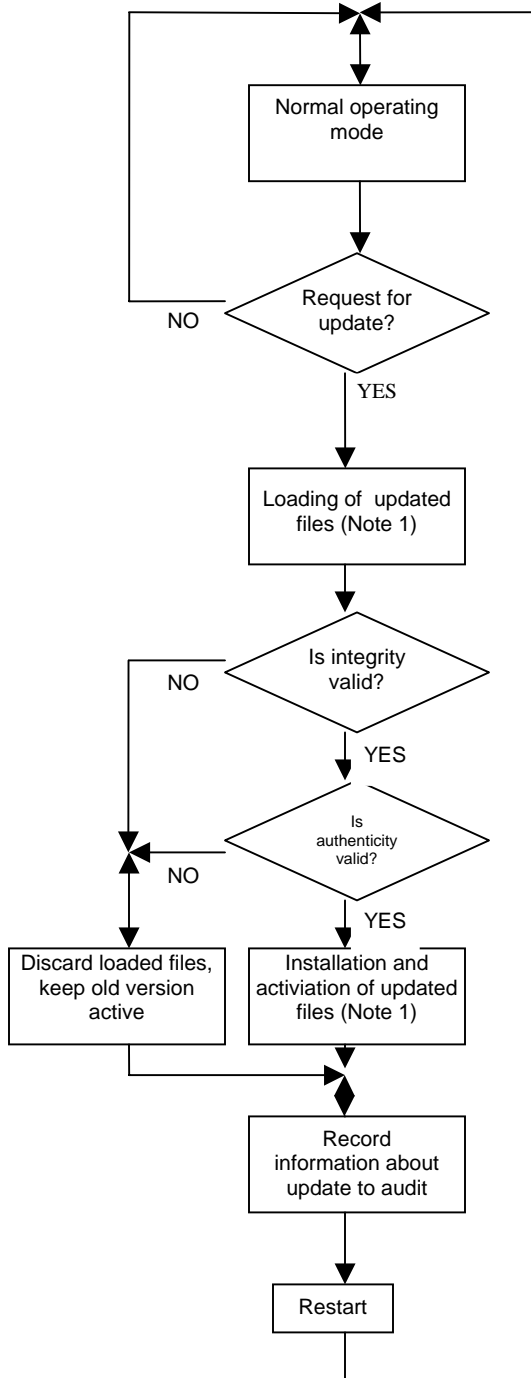 Normal operating
mode
Request for
update?
NO
YES
Loading of updated
files (Note 1)
Is integrity
valid?
NO
YES
Is
authenticity
valid?
NO
YES
Discard loaded files,
keep old version
active
Installation and
activiation of updated
files (Note 1)
Record
information about
update to audit
Restart